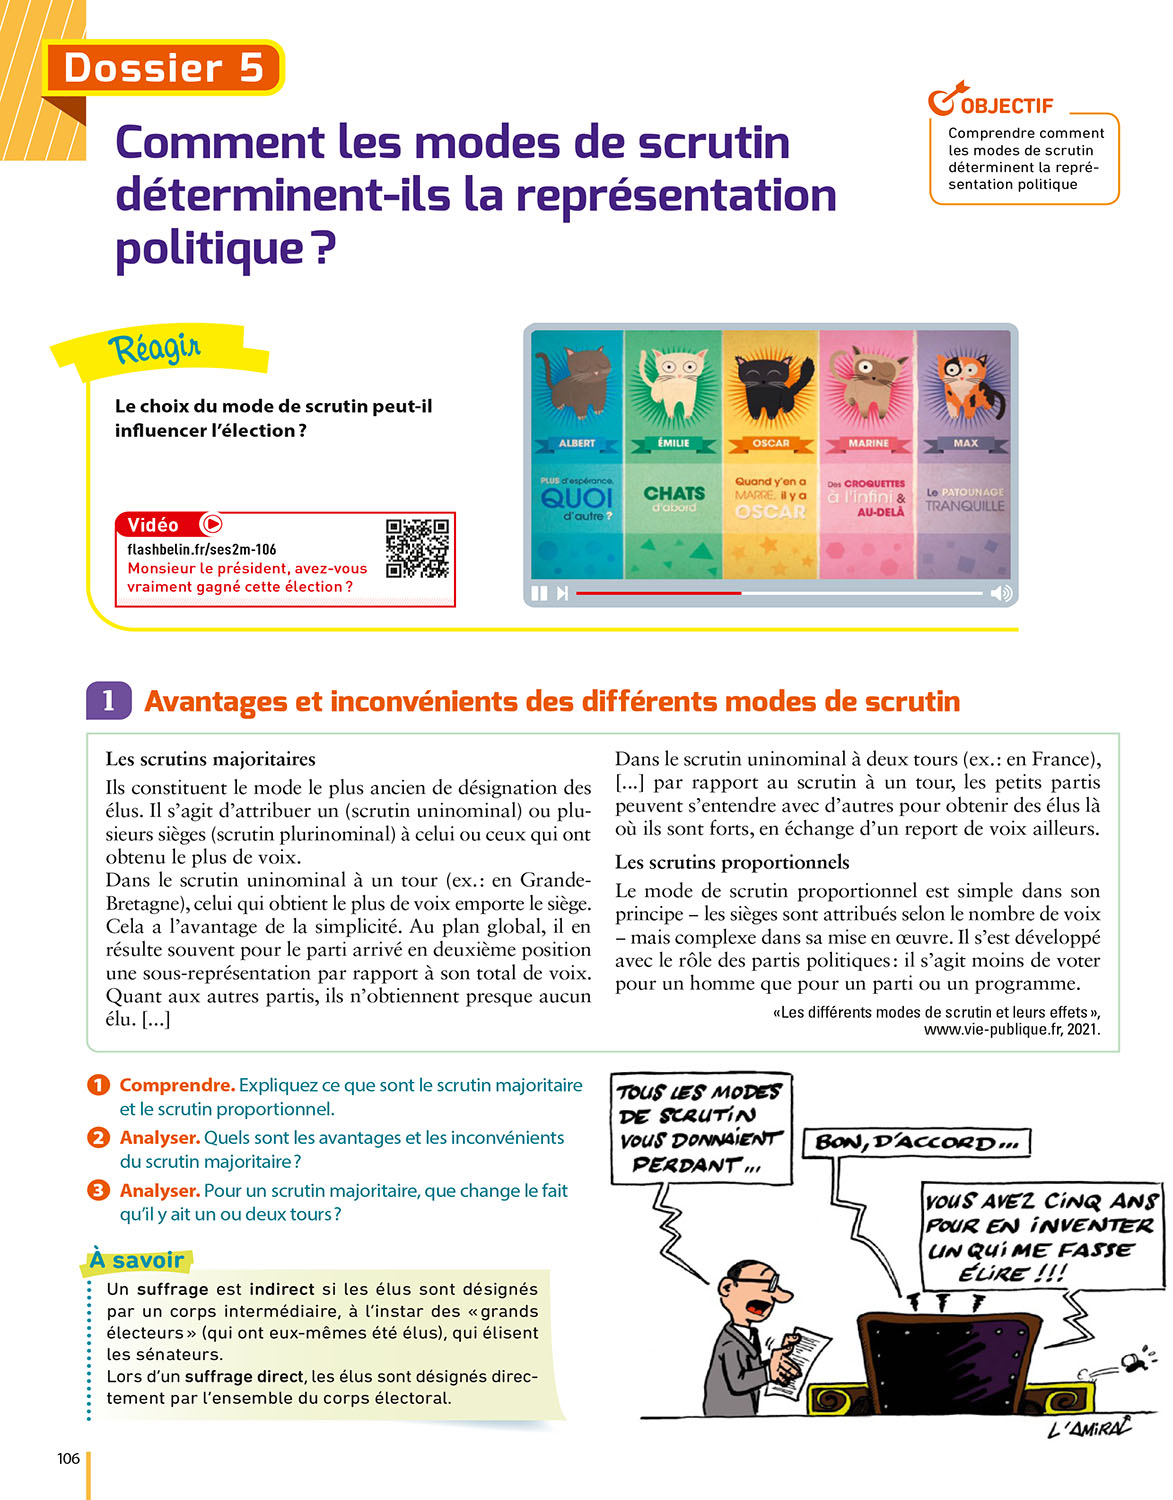 Dossier 5
Comment les modes de scrutin
déterminent-ils la représentation
politique ?
OBJECTIF
Comprendre comment
les modes de scrutin
déterminent la repré-
sentation politique
Réagir
Le choix du mode de scrutin peut-il
influencer l'élection ?
Vidéo
flashbelin.fr/ses2m-106
Monsieur le président, avez-vous
vraiment gagné cette élection ?
ALBERT
ÉMILIE
OSCAR
MARINE
MAX
PLUS d'espérance,
QUOI
d'autre ?
CHATS
d'abord
Quand y'en a
MARRE, il y a
OSCAR
Des CROQUETTES
à l'infini &
AU-DELÀ
Le PATOUNAGE
TRANQUILLE
1 Avantages et inconvénients des différents modes de scrutin
Les scrutins majoritaires
Ils constituent le mode le plus ancien de désignation des
élus. Il s'agit d'attribuer un (scrutin uninominal) ou plu-
sieurs sièges (scrutin plurinominal) à celui ou ceux qui ont
obtenu le plus de voix.
Dans le scrutin uninominal à un tour (ex.: en Grande-
Bretagne), celui qui obtient le plus de voix emporte le siège.
Cela a l'avantage de la simplicité. Au plan global, il en
résulte souvent pour le parti arrivé en deuxième position
une sous-représentation par rapport à son total de voix.
Quant aux autres partis, ils n'obtiennent presque aucun
élu. [...]
Dans le scrutin uninominal à deux tours (ex.: en France),
[...] par rapport au scrutin à un tour, les petits partis
peuvent s'entendre avec d'autres pour obtenir des élus là
où ils sont forts, en échange d'un report de voix ailleurs.
Les scrutins proportionnels
Le mode de scrutin proportionnel est simple dans son
principe – les sièges sont attribués selon le nombre de voix
– mais complexe dans sa mise en œuvre. Il s'est développé
avec le rôle des partis politiques : il s'agit moins de voter
pour un homme que pour un parti ou un programme.
«Les différents modes de scrutin et leurs effets»,
www.vie-publique.fr, 2021.
1 Comprendre. Expliquez ce que sont le scrutin majoritaire
et le scrutin proportionnel.
2 Analyser. Quels sont les avantages et les inconvénients
du scrutin majoritaire ?
3 Analyser. Pour un scrutin majoritaire, que change le fait
qu'il y ait un ou deux tours ?
À savoir
Un suffrage est indirect si les élus sont désignés
par un corps intermédiaire, à l'instar des «grands
électeurs» (qui ont eux-mêmes été élus), qui élisent
les sénateurs.
Lors d'un suffrage direct, les élus sont désignés direc-
tement par l'ensemble du corps électoral.
TOUS LES MODES
DE SCRUTIN
VOUS DONNAIENT
PERDANT...
BON, D'ACCORD...
VOUS AVEZ CINQ ANS
POUR EN INVENTER
UN QUI ME FASSE
ÉLIRE !!!
L'AMIRAL
106